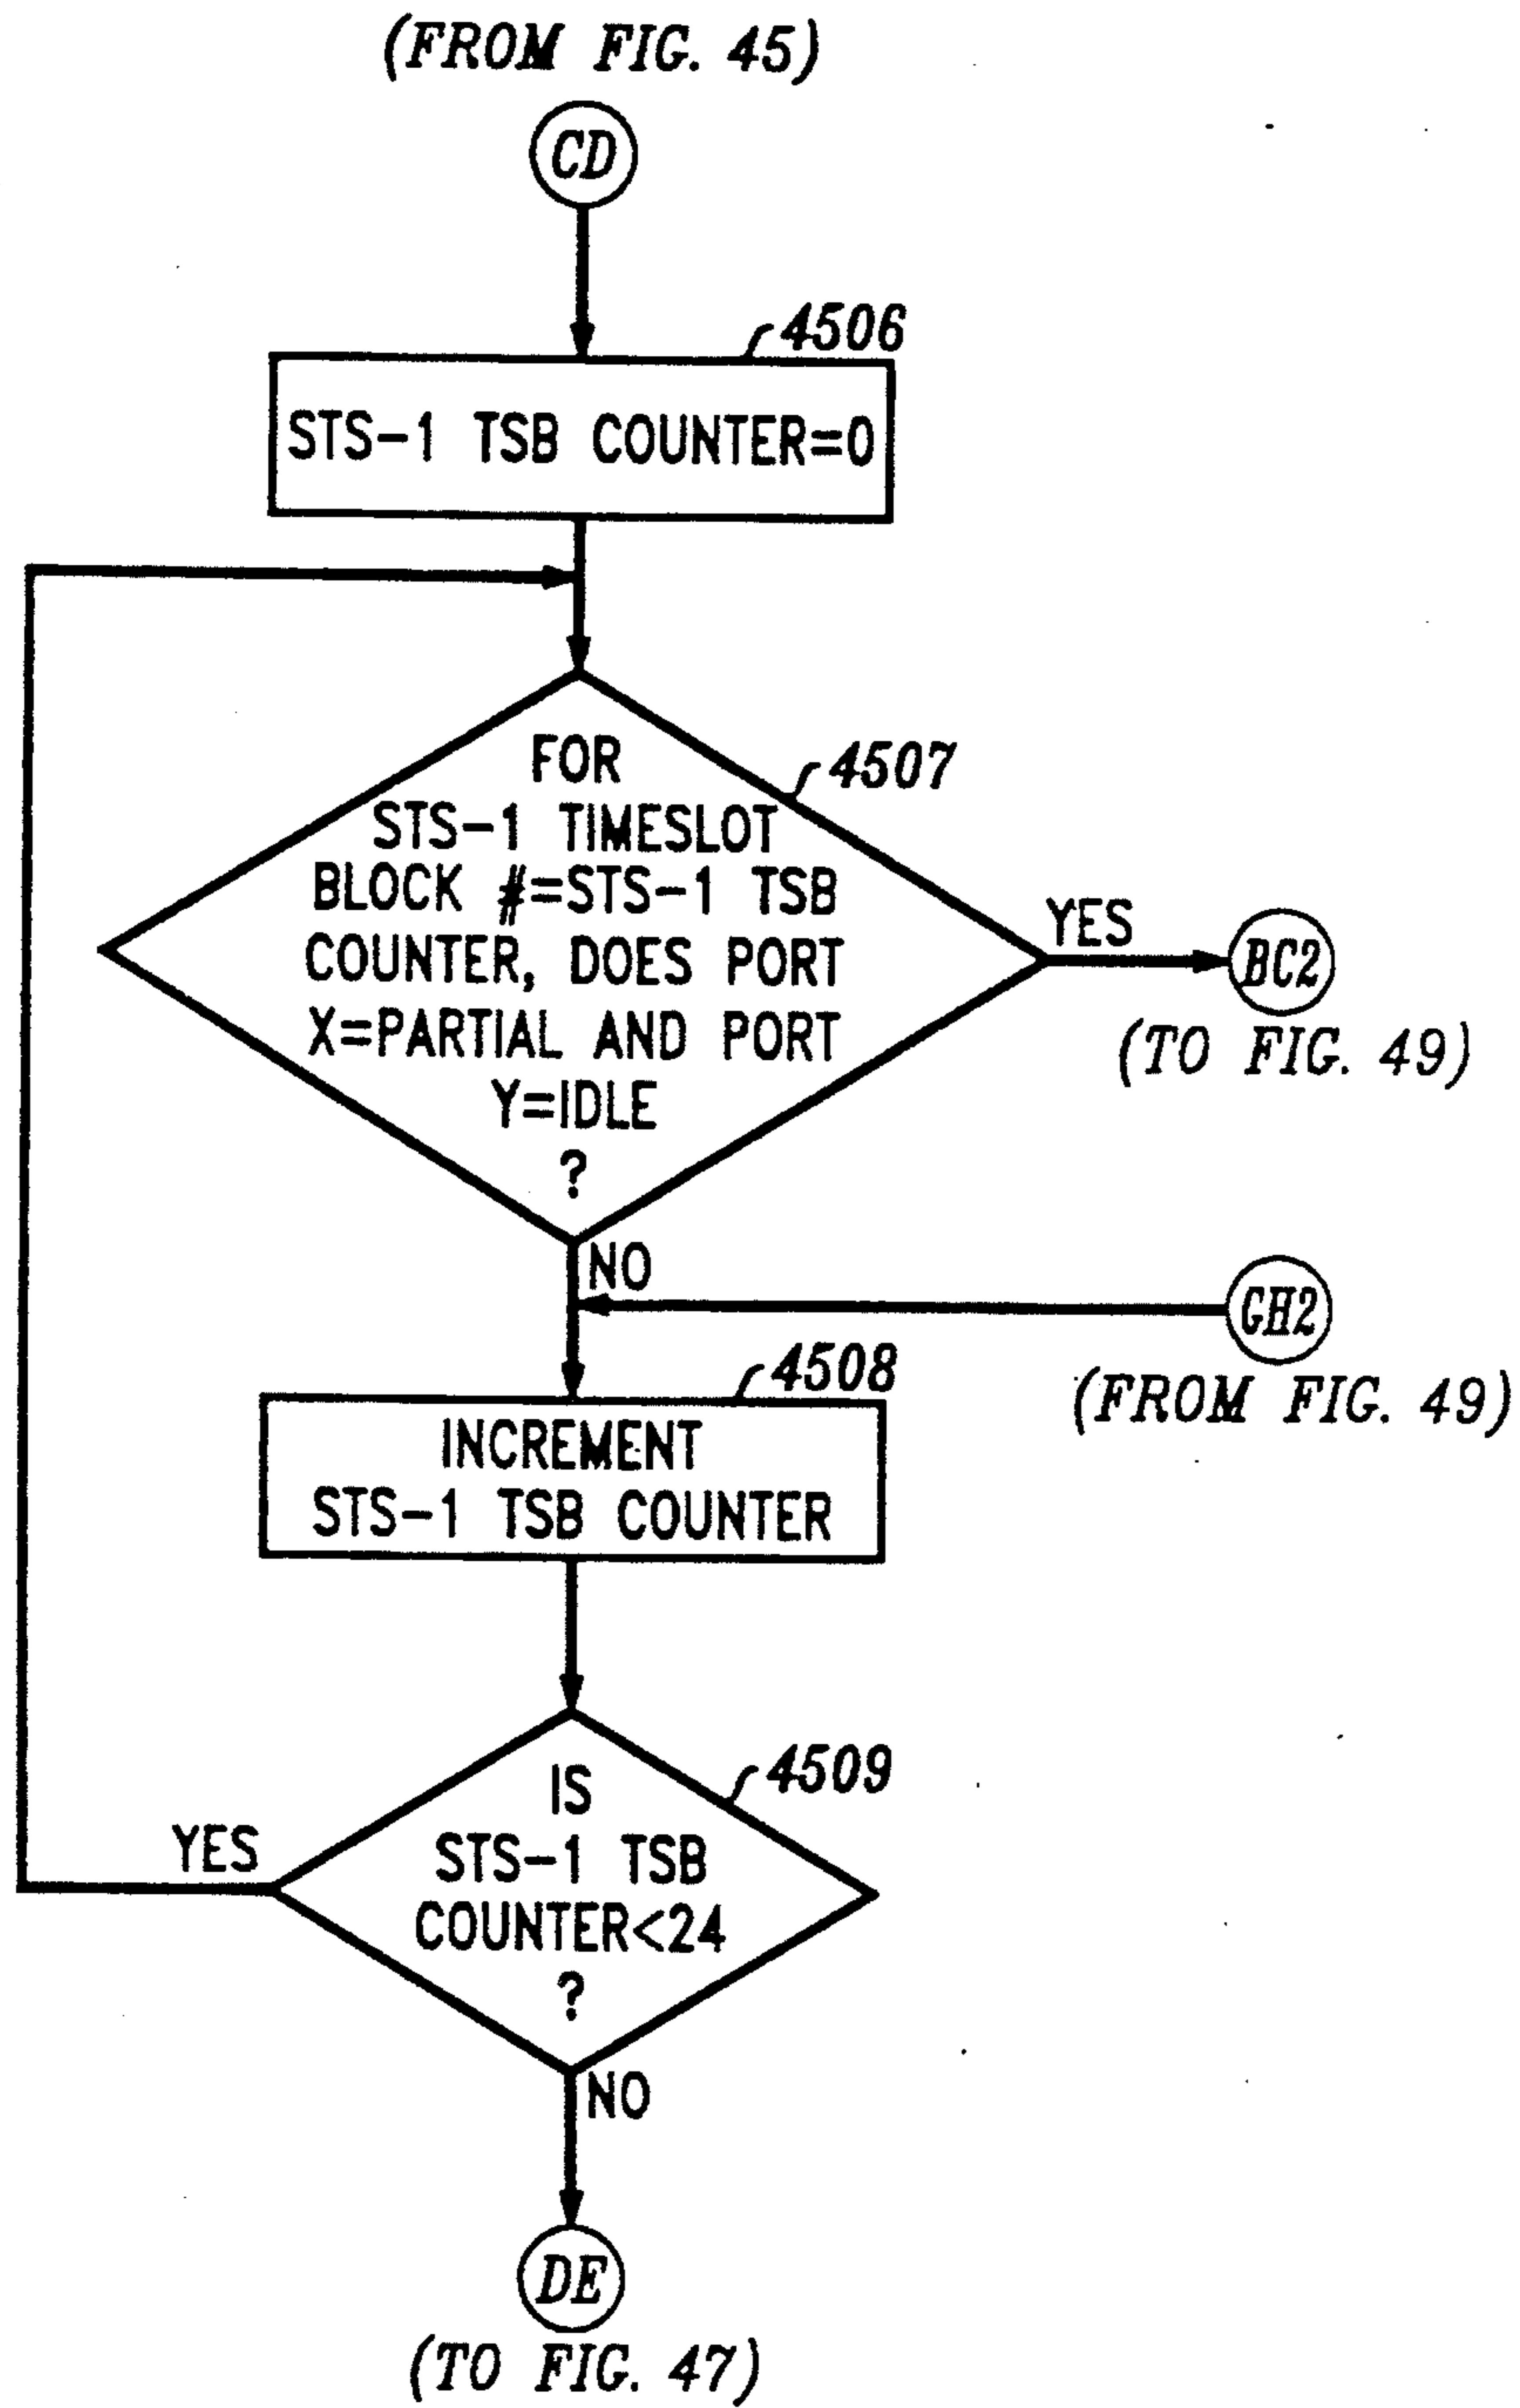 (FROM FIG. 45)
CD
4506
STS-1 TSB COUNTER=0
4507
FOR
STS-1 TIMESLOT
BLOCK #=STS-1 TSB
COUNTER, DOES PORT
X=PARTIAL AND PORT
Y=IDLE
?
YES
BC2
(TO FIG. 49)
NO
GH2
(FROM FIG. 49)
4508
INCREMENT
STS-1 TSB COUNTER
4509
IS
STS-1 TSB
COUNTER<24
?
YES
NO
DE
(TO FIG. 47)